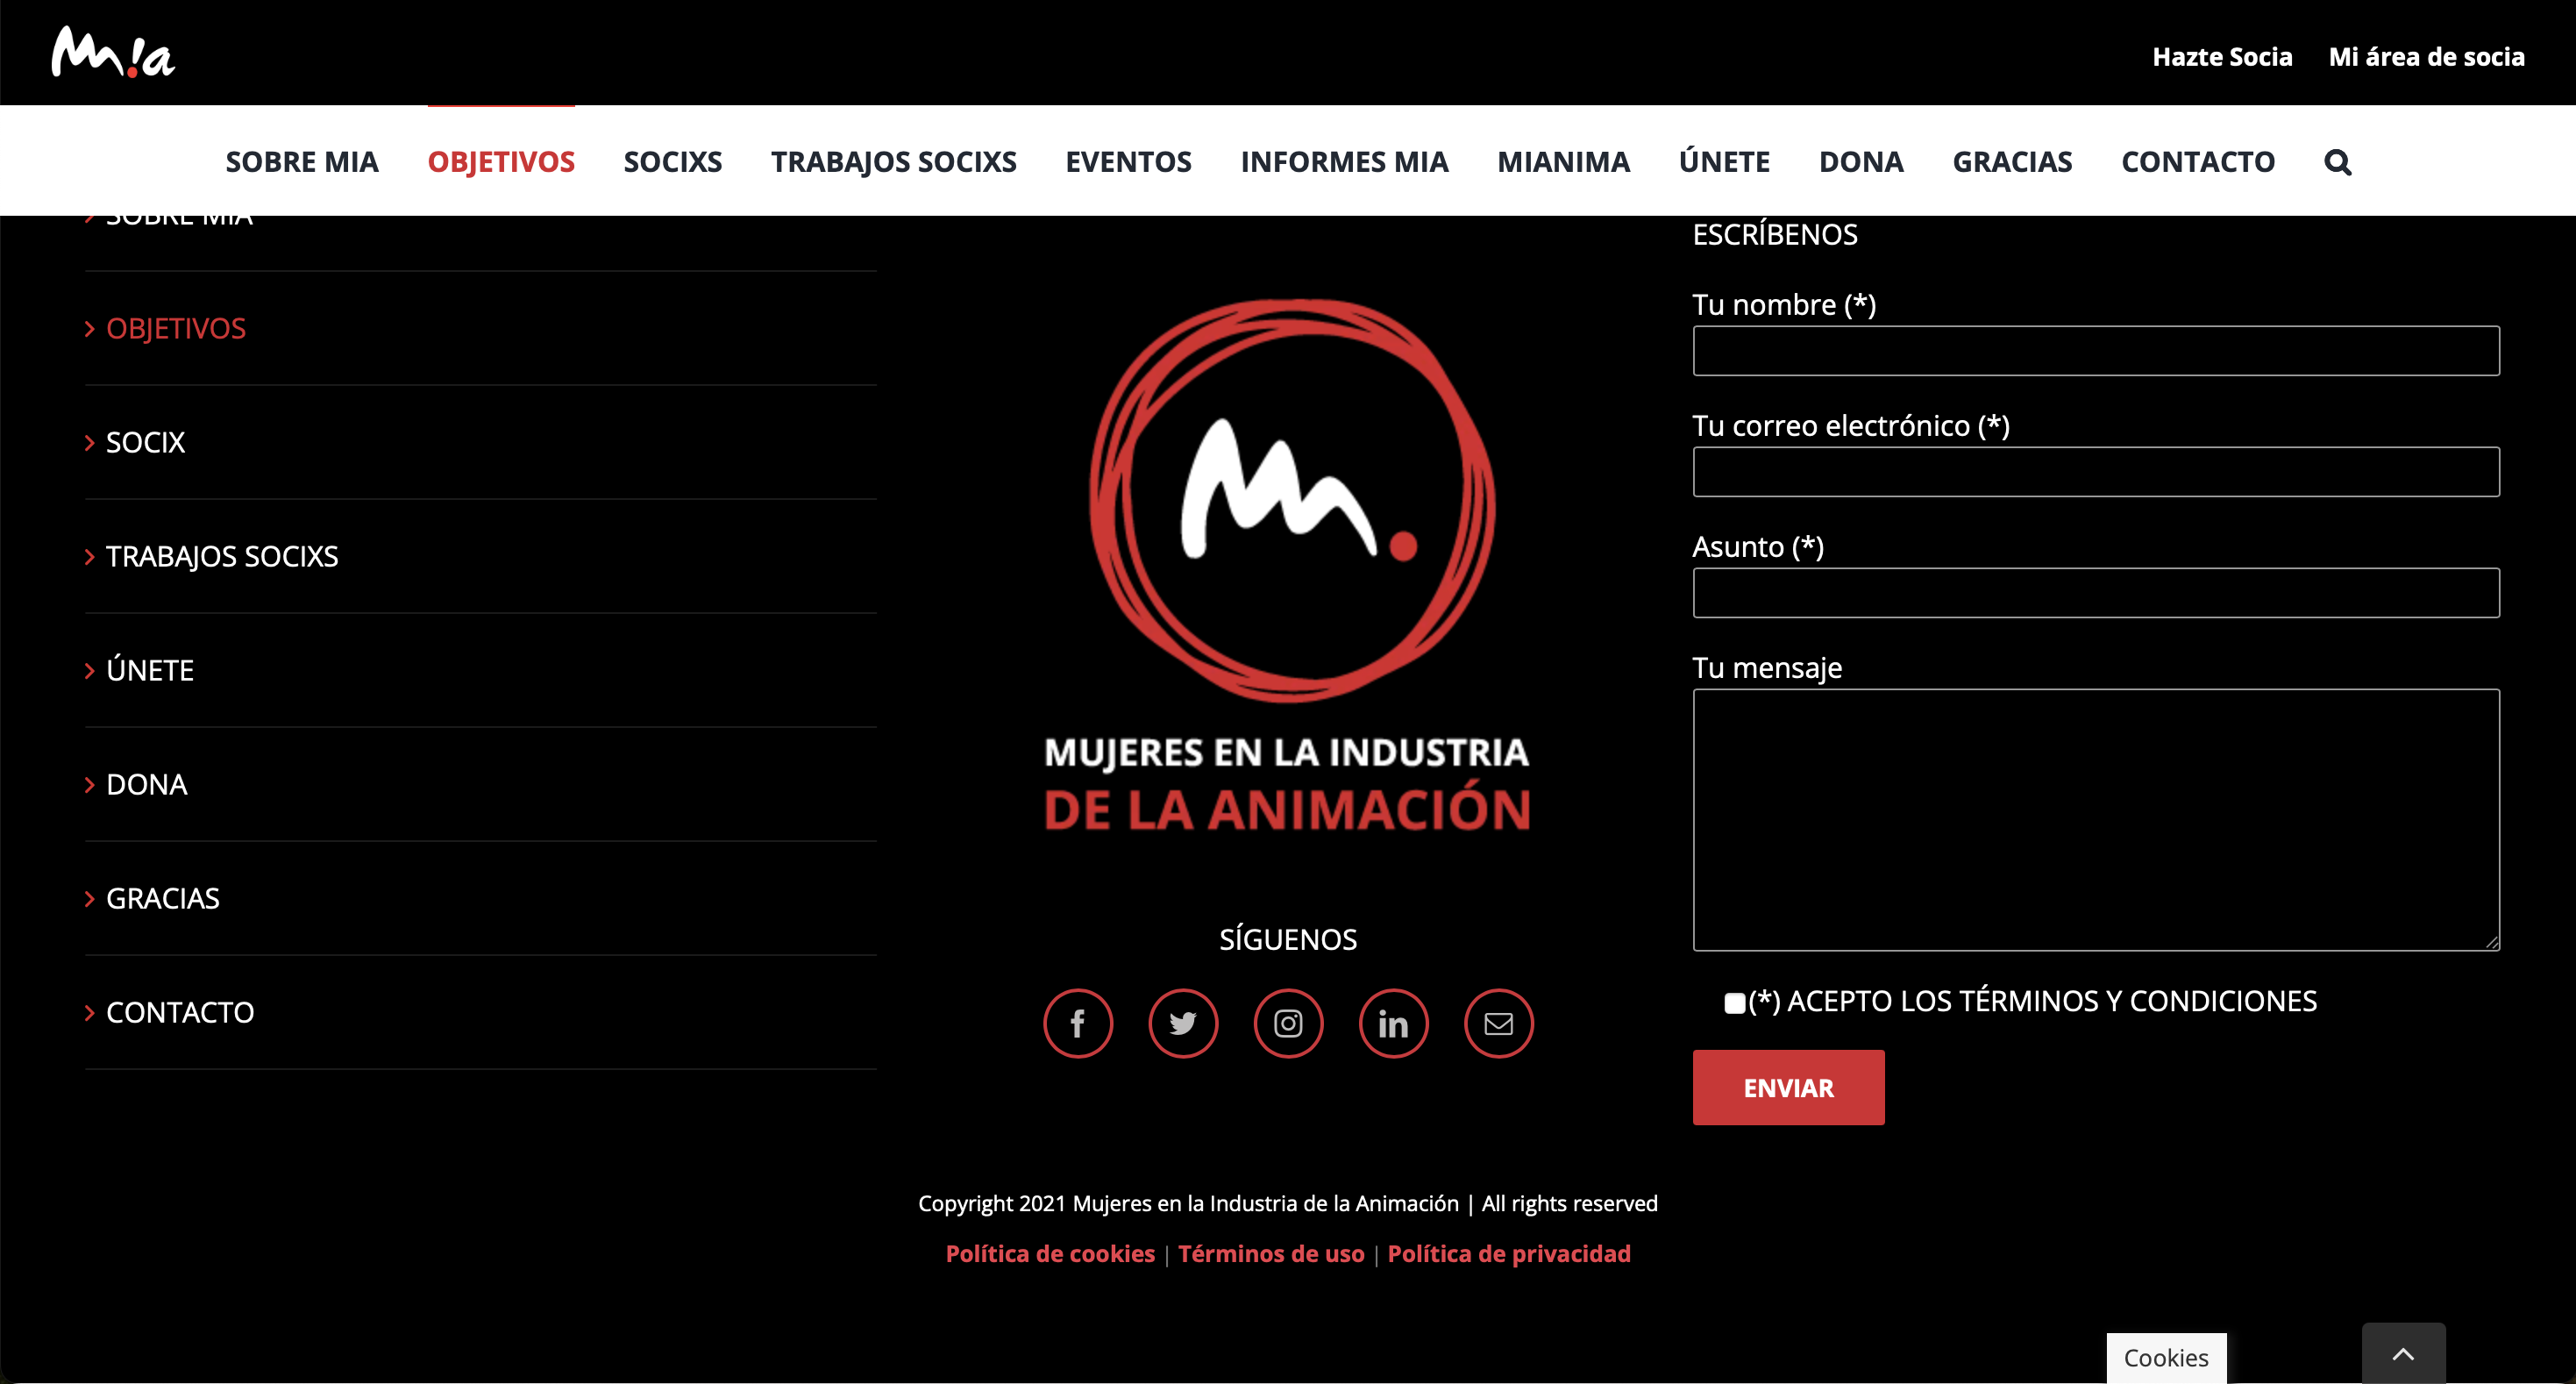 M!a
Hazte Socia
Mi área de socia
SOBRE MIA
OBJETIVOS
SOCIXS
TRABAJOS SOCIXS
EVENTOS
INFORMES MIA
MIANIMA
ÚNETE
DONA
GRACIAS
CONTACTO
SOBRE MIA
OBJETIVOS
SOCIX
TRABAJOS SOCIXS
ÚNETE
DONA
GRACIAS
CONTACTO
M.
MUJERES EN LA INDUSTRIA
DE LA ANIMACIÓN
SÍGUENOS
ESCRÍBENOS
Tu nombre (*)
Tu correo electrónico (*)
Asunto (*)
Tu mensaje
(*) ACEPTO LOS TÉRMINOS Y CONDICIONES
ENVIAR
Copyright 2021 Mujeres en la Industria de la Animación | All rights reserved
Política de cookies | Términos de uso | Política de privacidad
Cookies